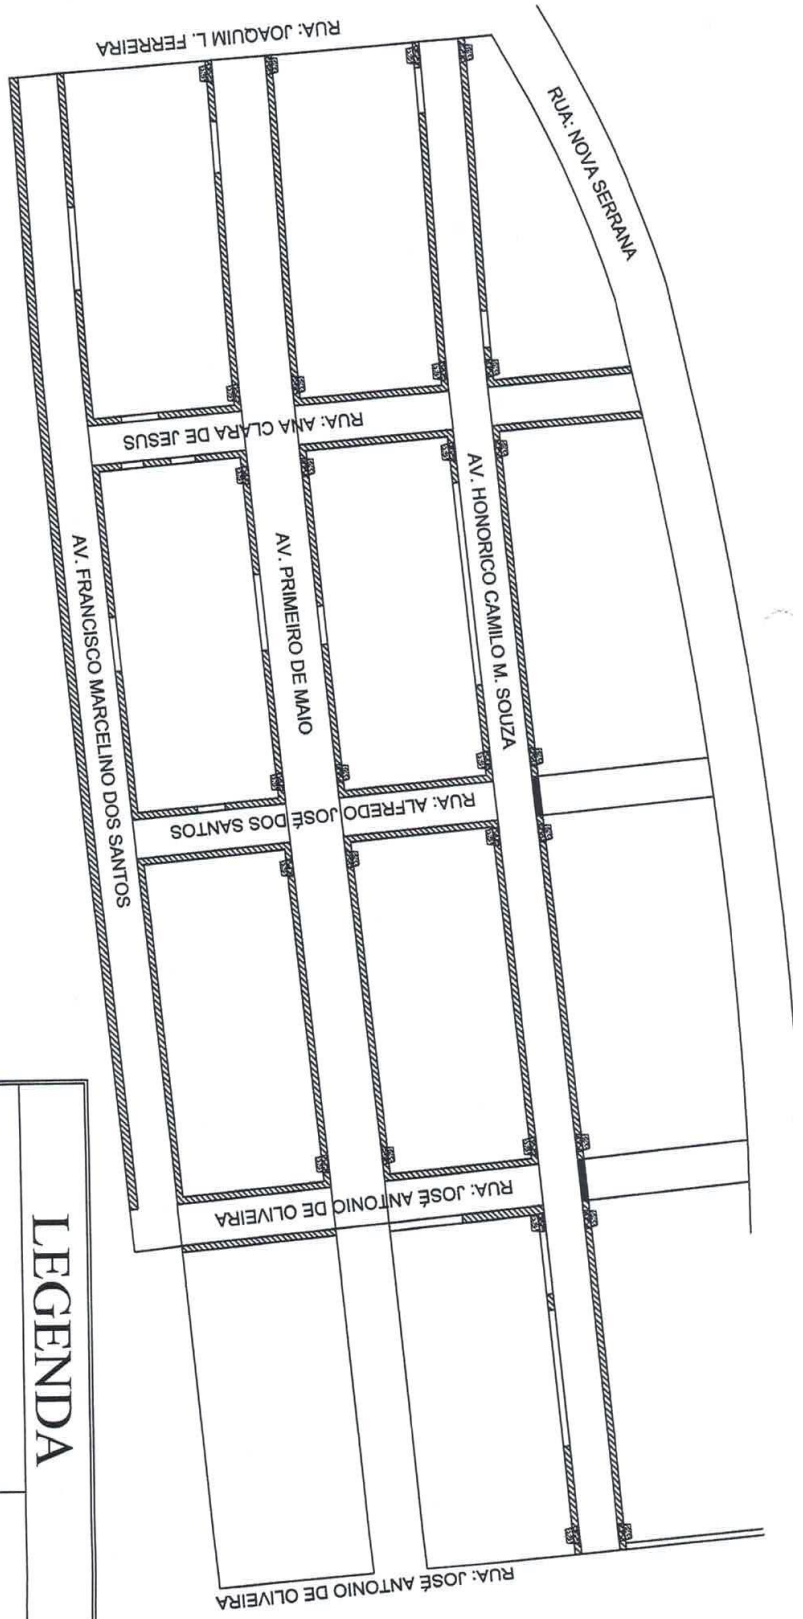 RUA: JOAQUIM L. FERREIRA
RUA: NOVA SERRANA
RUA: ANA CLARA DE JESUS
AV. FRANCISCO MARCELINO DOS SANTOS
AV. PRIMEIRO DE MAIO
AV. HONORICO CAMILO M. SOUZA
RUA: ALFREDO JOSÉ DOS SANTOS
RUA: JOSÉ ANTONIO DE OLIVEIRA
LEGENDA
RUA: JOSÉ ANTONIO DE OLIVEIRA